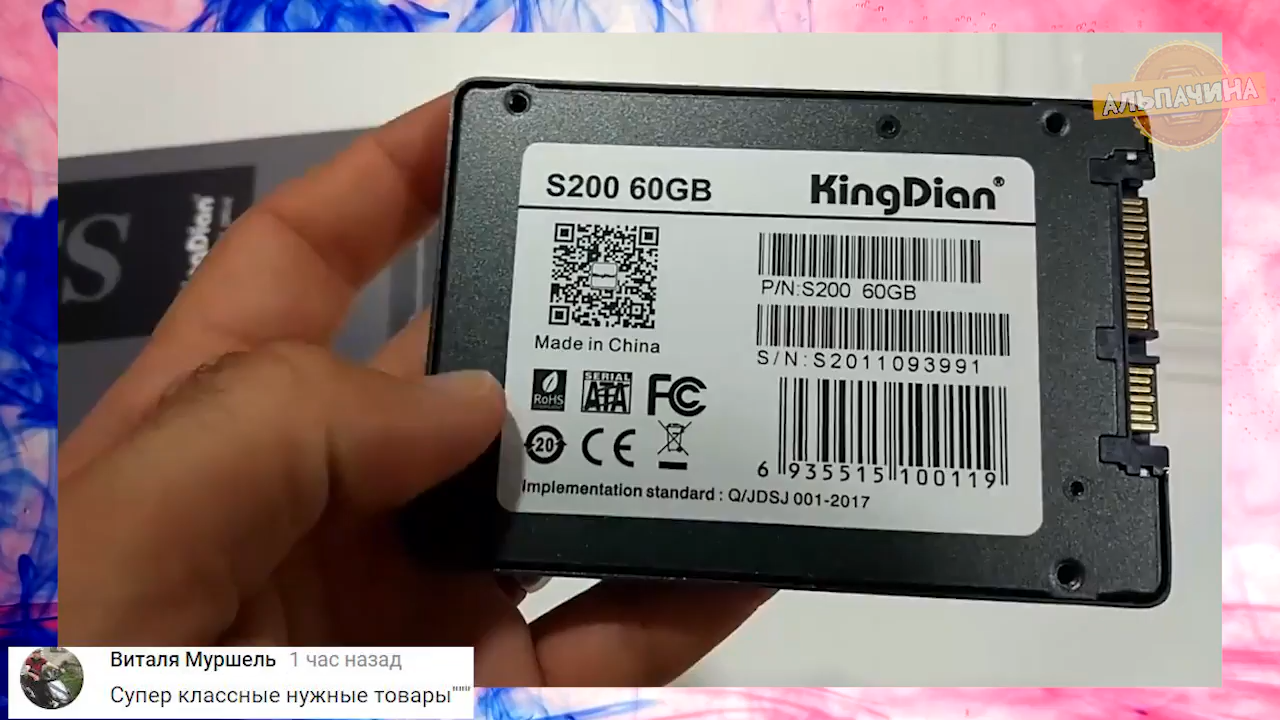 АЛЬПАЧИНА
S200 60GB
KingDian®
P/N:S200 60GB
S/N:S2011093991
Made in China
RoHS
SERIAL
ATA
FC
20
CE
6 935515 100119
Implementation standard : Q/JDSJ 001-2017
Виталя Муршель 1 час назад
Супер классные нужные товары"""